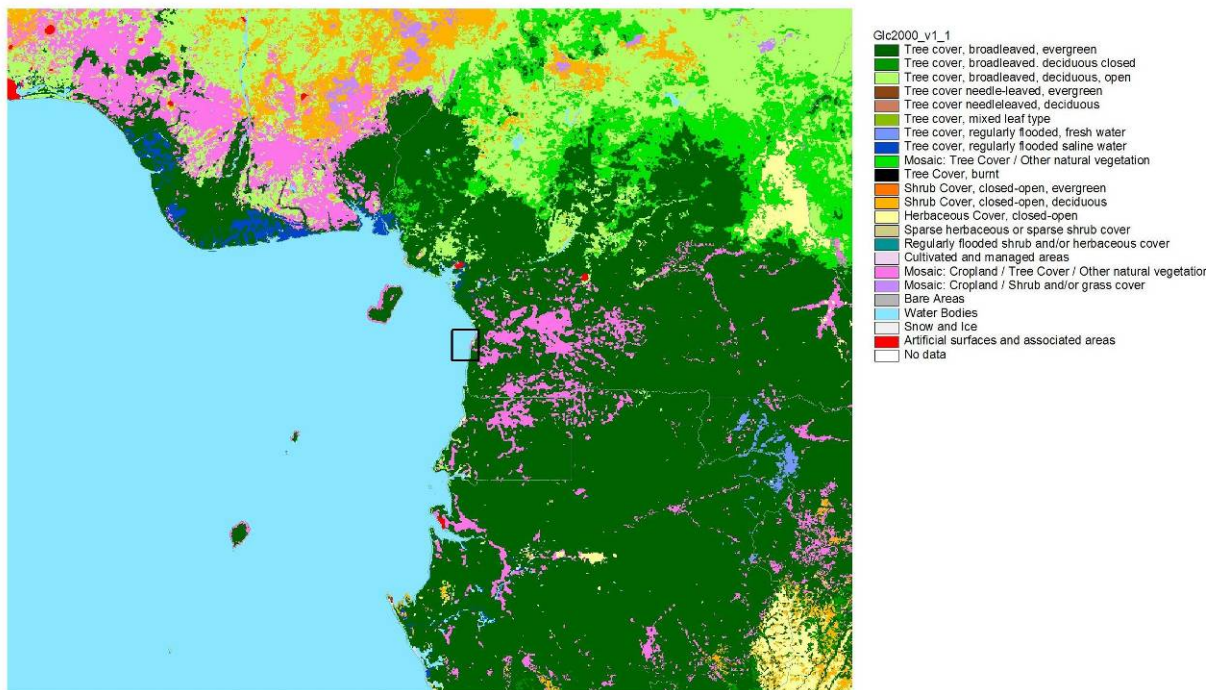 Glc2000_v1_1
Tree cover, broadleaved, evergreen
Tree cover, broadleaved. deciduous closed
Tree cover, broadleaved, deciduous, open
Tree cover needle-leaved, evergreen
Tree cover needleleaved, deciduous
Tree cover, mixed leaf type
Tree cover, regularly flooded, fresh water
Tree cover, regularly flooded saline water
Mosaic: Tree Cover / Other natural vegetation
Tree Cover, burnt
Shrub Cover, closed-open, evergreen
Shrub Cover, closed-open, deciduous
Herbaceous Cover, closed-open
Sparse herbaceous or sparse shrub cover
Regularly flooded shrub and/or herbaceous cover
Cultivated and managed areas
Mosaic: Cropland / Tree Cover / Other natural vegetation
Mosaic: Cropland / Shrub and/or grass cover
Bare Areas
Water Bodies
Snow and Ice
Artificial surfaces and associated areas
No data